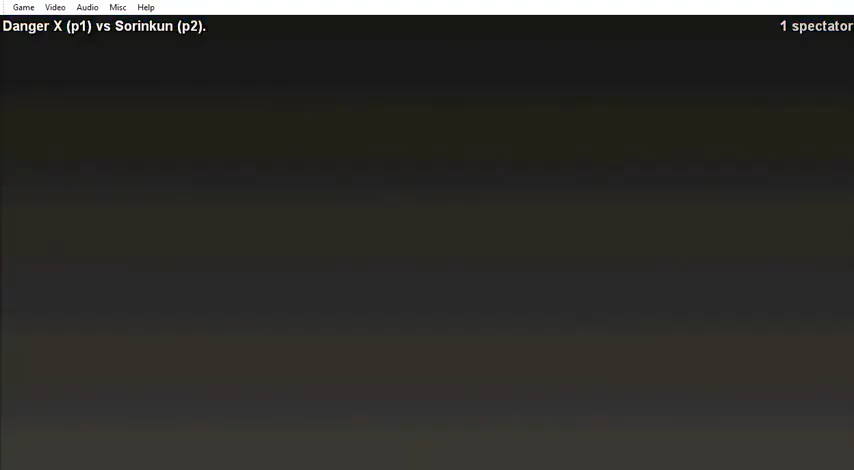 Game Video Audio Misc Help
Danger X (p1) vs Sorinkun (p2). 1 spectator